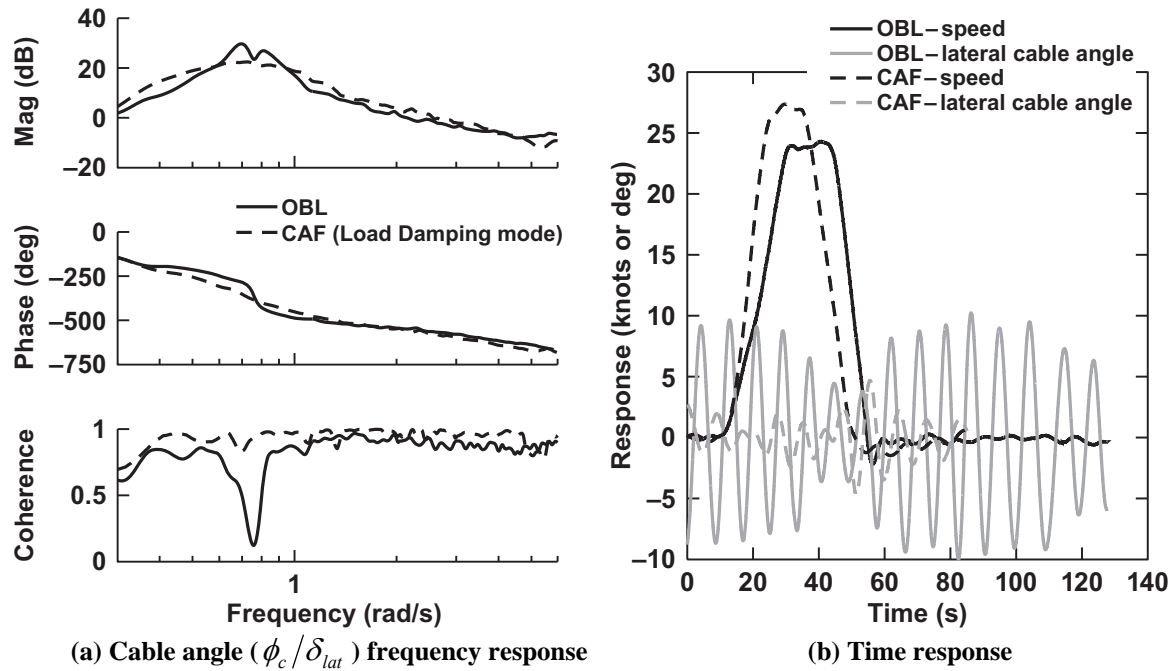 40
20
0
−20
Mag (dB)
OBL
CAF (Load Damping mode)
0
−250
−500
−750
Phase (deg)
1
0.5
0
Coherence
1
Frequency (rad/s)
(a) Cable angle (ϕc/δlat) frequency response
OBL–speed
OBL–lateral cable angle
CAF–speed
CAF–lateral cable angle
30
25
20
15
10
5
0
−5
−10
Response (knots or deg)
0 20 40 60 80 100 120 140
Time (s)
(b) Time response